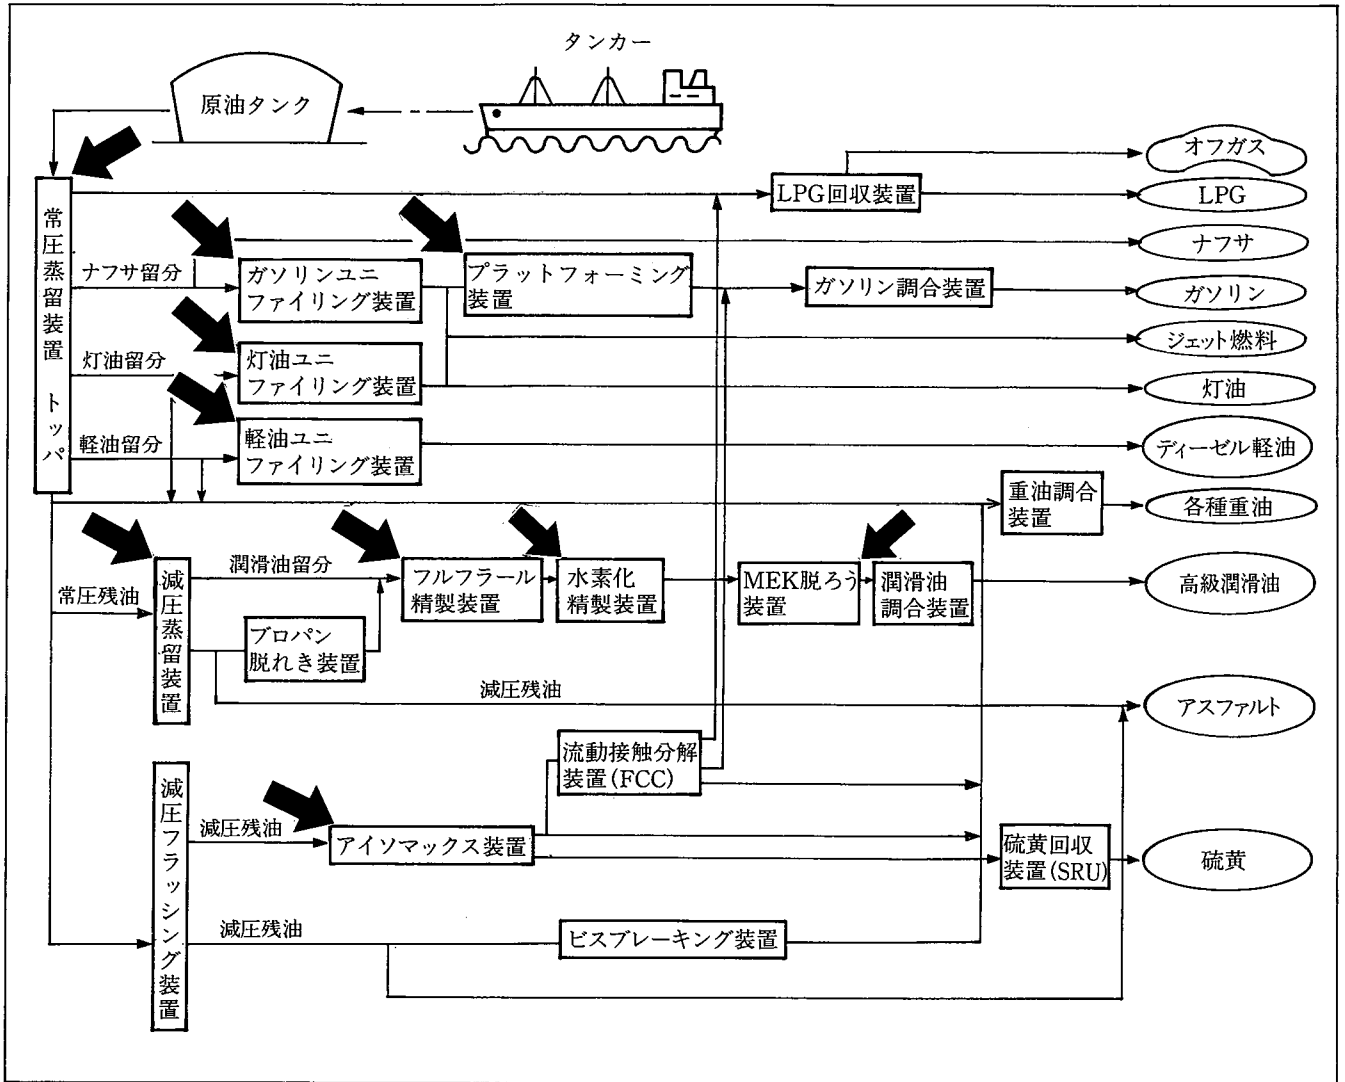 タンカー
原油タンク
オフガス
LPG回収装置
LPG
常圧蒸留装置 トッパ
ナフサ
ナフサ留分
ガソリンユニ
ファイリング装置
プラットフォーミング
装置
ガソリン調合装置
ガソリン
ジェット燃料
灯油留分
灯油ユニ
ファイリング装置
灯油
軽油留分
軽油ユニ
ファイリング装置
ディーゼル軽油
重油調合
装置
各種重油
常圧残油
減圧蒸留装置
潤滑油留分
フルフラール
精製装置
水素化
精製装置
MEK脱ろう
装置
潤滑油
調合装置
高級潤滑油
プロパン
脱れき装置
減圧残油
アスファルト
流動接触分解
装置(FCC)
減圧フラッシング装置
減圧残油
アイソマックス装置
硫黄回収
装置(SRU)
硫黄
減圧残油
ビスブレーキング装置